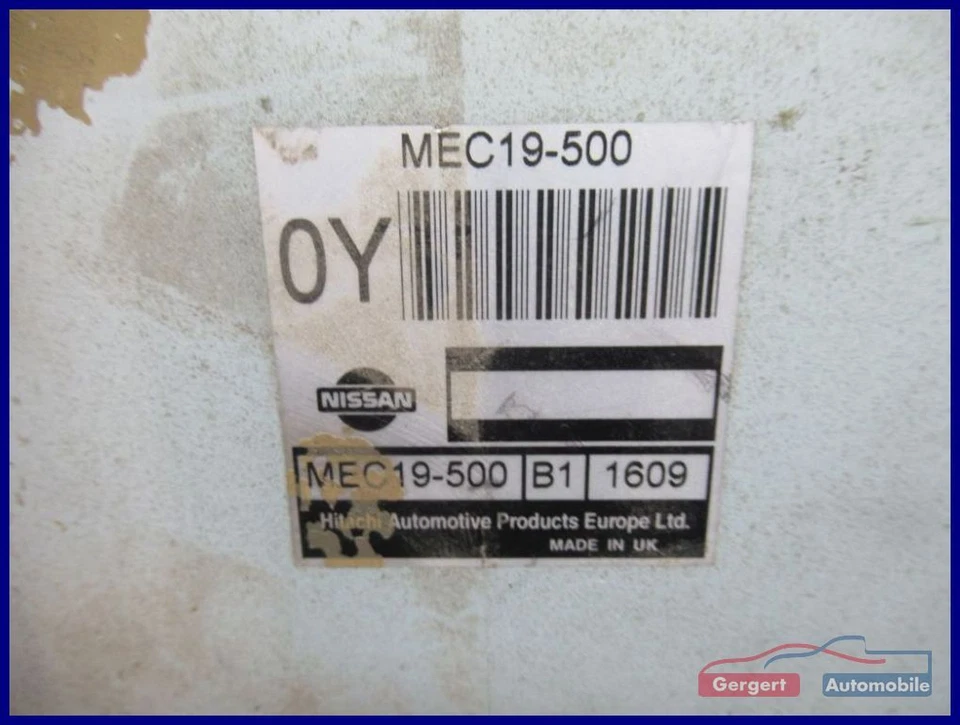 MEC19-500
0Y
NISSAN
MEC19-500 B1 1609
Hitachi Automotive Products Europe Ltd.
MADE IN UK
Gergert Automobile